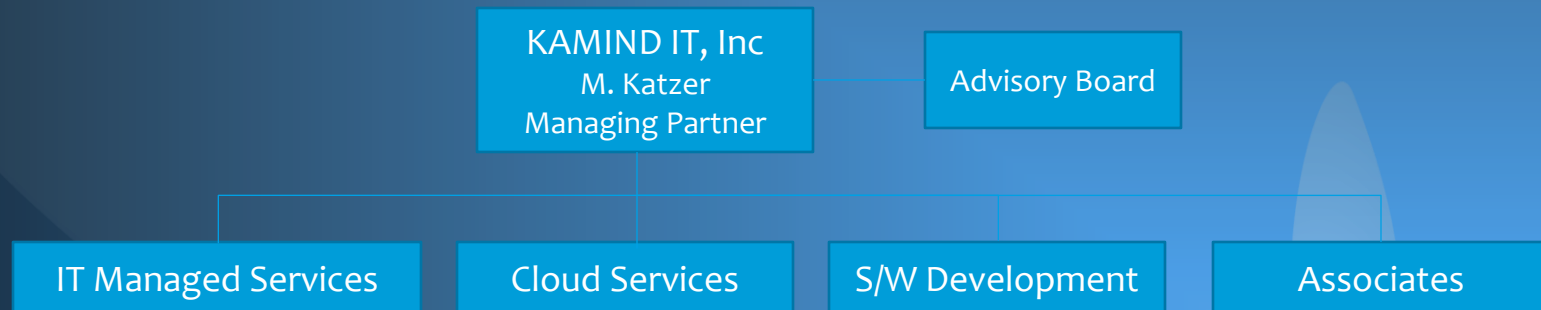 KAMIND IT, Inc
M. Katzer
Managing Partner
Advisory Board
IT Managed Services
Cloud Services
S/W Development
Associates